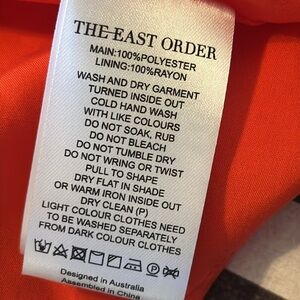 THE EAST ORDER
MAIN:100%POLYESTER
LINING:100%RAYON
WASH AND DRY GARMENT
TURNED INSIDE OUT
COLD HAND WASH
WITH LIKE COLOURS
DO NOT SOAK, RUB
DO NOT BLEACH
DO NOT TUMBLE DRY
DO NOT WRING OR TWIST
PULL TO SHAPE
DRY FLAT IN SHADE
OR WARM IRON INSIDE OUT
DRY CLEAN (P)
LIGHT COLOUR CLOTHES NEED
TO BE WASHED SEPARATELY
FROM DARK COLOUR CLOTHES
P
Designed in Australia
Assembled in China